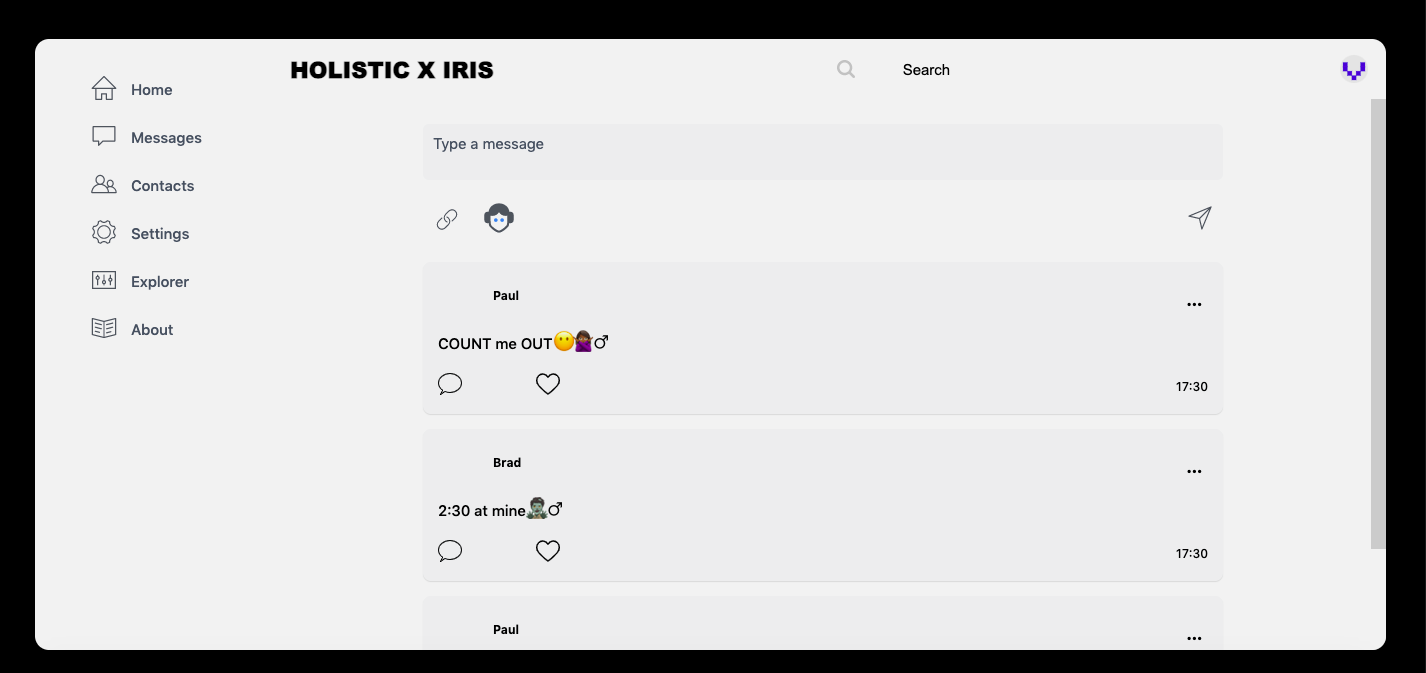 HOLISTIC X IRIS
Search
Home
Messages
Contacts
Settings
Explorer
About
Type a message
Paul
...
COUNT me OUT😶🙅🏾♂
17:30
Brad
...
2:30 at mine🧟♂
17:30
Paul
...